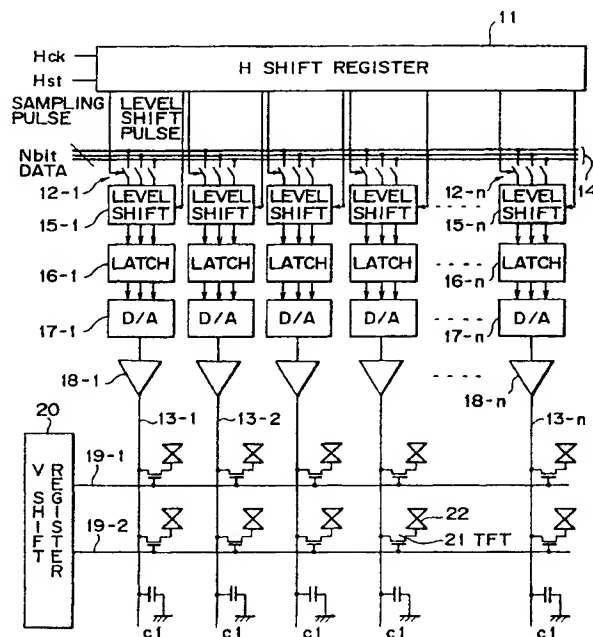 11
Hck
Hst
H SHIFT REGISTER
SAMPLING PULSE
LEVEL SHIFT PULSE
Nbit DATA
14
12-1
12-n
LEVEL SHIFT
LEVEL SHIFT
LEVEL SHIFT
LEVEL SHIFT
LEVEL SHIFT
15-1
15-n
16-1
LATCH
LATCH
LATCH
LATCH
16-n
LATCH
17-1
D/A
D/A
D/A
D/A
17-n
D/A
18-1
18-n
20
13-1
13-2
13-n
V SHIFT REGISTER
19-1
19-2
22
21 TFT
c1
c1
c1
c1
c1